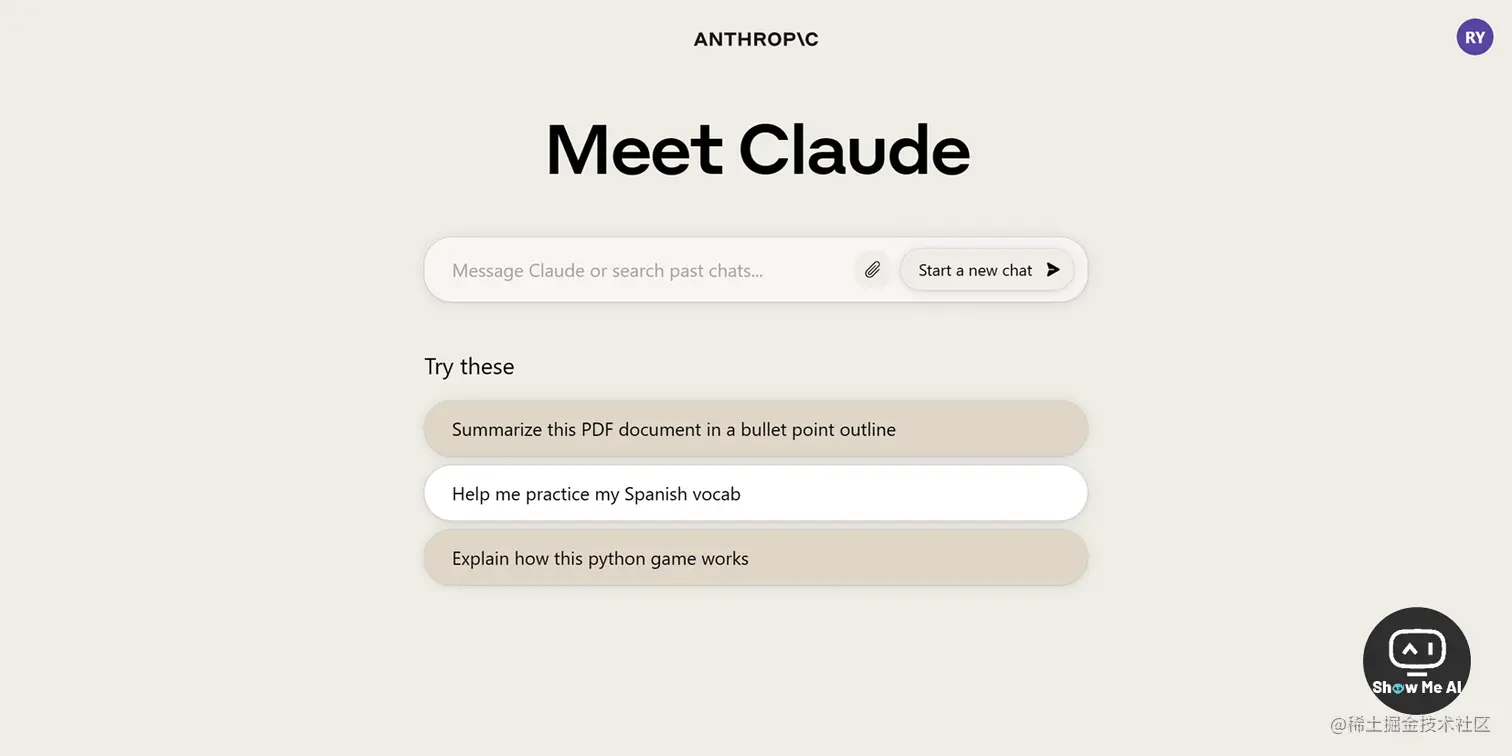 ANTHROP\C
RY
Meet Claude
Message Claude or search past chats...
Start a new chat
Try these
Summarize this PDF document in a bullet point outline
Help me practice my Spanish vocab
Explain how this python game works
AI
Show Me AI
@稀土掘金技术社区